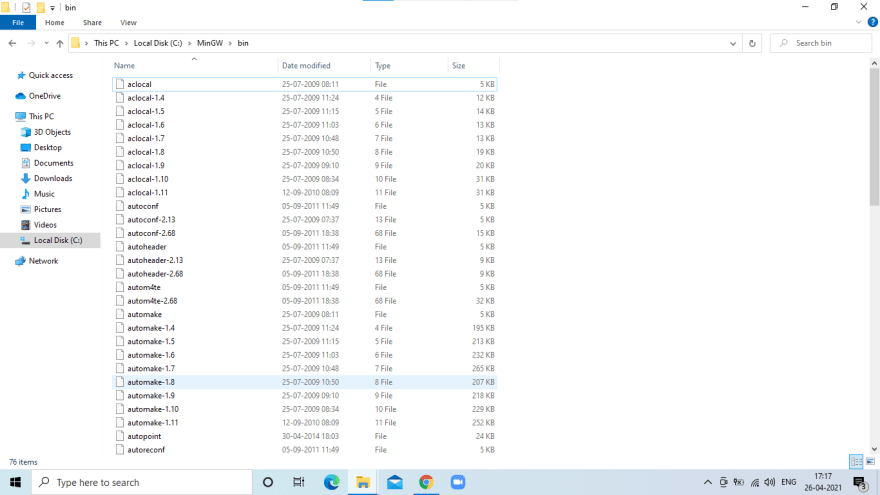 bin
File Home Share View
This PC Local Disk (C:) MinGW bin Search bin
Name Date modified Type Size
Quick access
OneDrive
This PC
3D Objects
Desktop
Documents
Downloads
Music
Pictures
Videos
Local Disk (C:)
Network
aclocal 25-07-2009 08:11 File 5 KB
aclocal-1.4 25-07-2009 11:24 4 File 12 KB
aclocal-1.5 25-07-2009 11:15 5 File 14 KB
aclocal-1.6 25-07-2009 11:03 6 File 13 KB
aclocal-1.7 25-07-2009 10:48 7 File 13 KB
aclocal-1.8 25-07-2009 10:50 8 File 19 KB
aclocal-1.9 25-07-2009 09:10 9 File 20 KB
aclocal-1.10 25-07-2009 08:34 10 File 31 KB
aclocal-1.11 12-09-2010 08:09 11 File 31 KB
autoconf 05-09-2011 11:49 File 5 KB
autoconf-2.13 25-07-2009 07:37 13 File 5 KB
autoconf-2.68 05-09-2011 18:38 68 File 15 KB
autoheader 05-09-2011 11:49 File 5 KB
autoheader-2.13 25-07-2009 07:37 13 File 9 KB
autoheader-2.68 05-09-2011 18:38 68 File 9 KB
autom4te 05-09-2011 11:49 File 5 KB
autom4te-2.68 05-09-2011 18:38 68 File 32 KB
automake 25-07-2009 08:11 File 5 KB
automake-1.4 25-07-2009 11:24 4 File 195 KB
automake-1.5 25-07-2009 11:15 5 File 213 KB
automake-1.6 25-07-2009 11:03 6 File 232 KB
automake-1.7 25-07-2009 10:48 7 File 265 KB
automake-1.8 25-07-2009 10:50 8 File 207 KB
automake-1.9 25-07-2009 09:10 9 File 218 KB
automake-1.10 25-07-2009 08:34 10 File 229 KB
automake-1.11 12-09-2010 08:09 11 File 252 KB
autopoint 30-04-2014 18:03 File 24 KB
autoreconf 05-09-2011 11:49 File 5 KB
76 items
Type here to search
ENG
17:17
26-04-2021
3